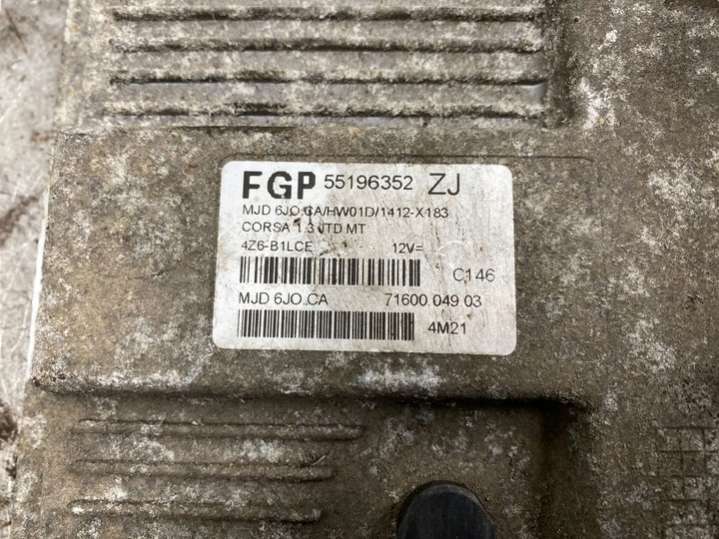 FGP 55196352 ZJ
MJD 6JO.CA/HW01D/1412-X183
CORSA 1.3 JTD MT
4Z6-B1LCE 12V=
C146
MJD 6JO.CA 71600.049.03
4M21